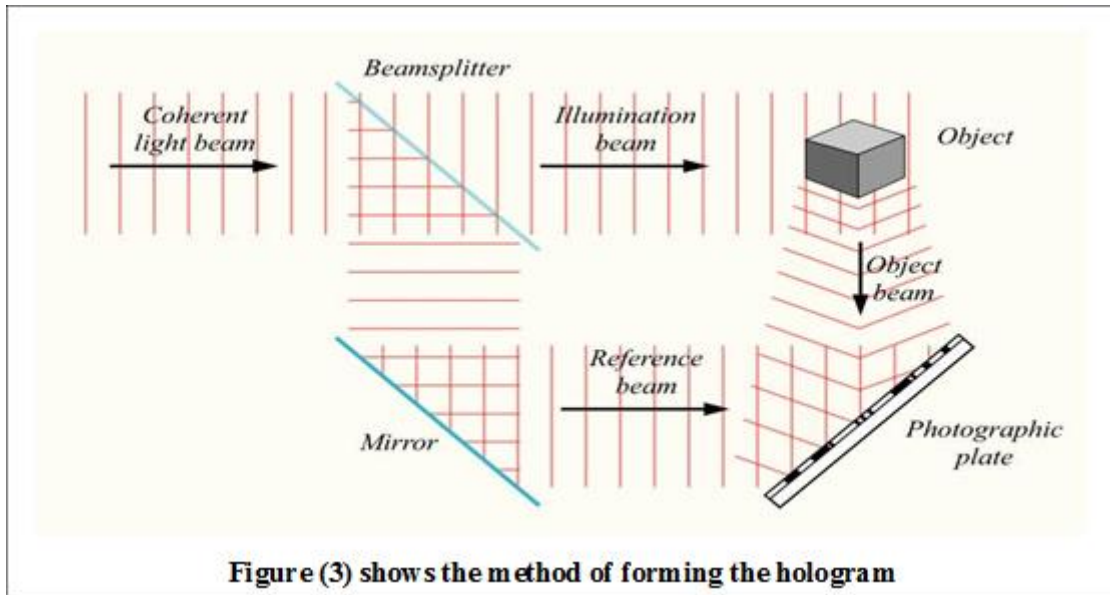 Beamsplitter
Coherent
light beam
Illumination
beam
Object
Object
beam
Reference
beam
Mirror
Photographic
plate
Figure (3) shows the method of forming the hologram